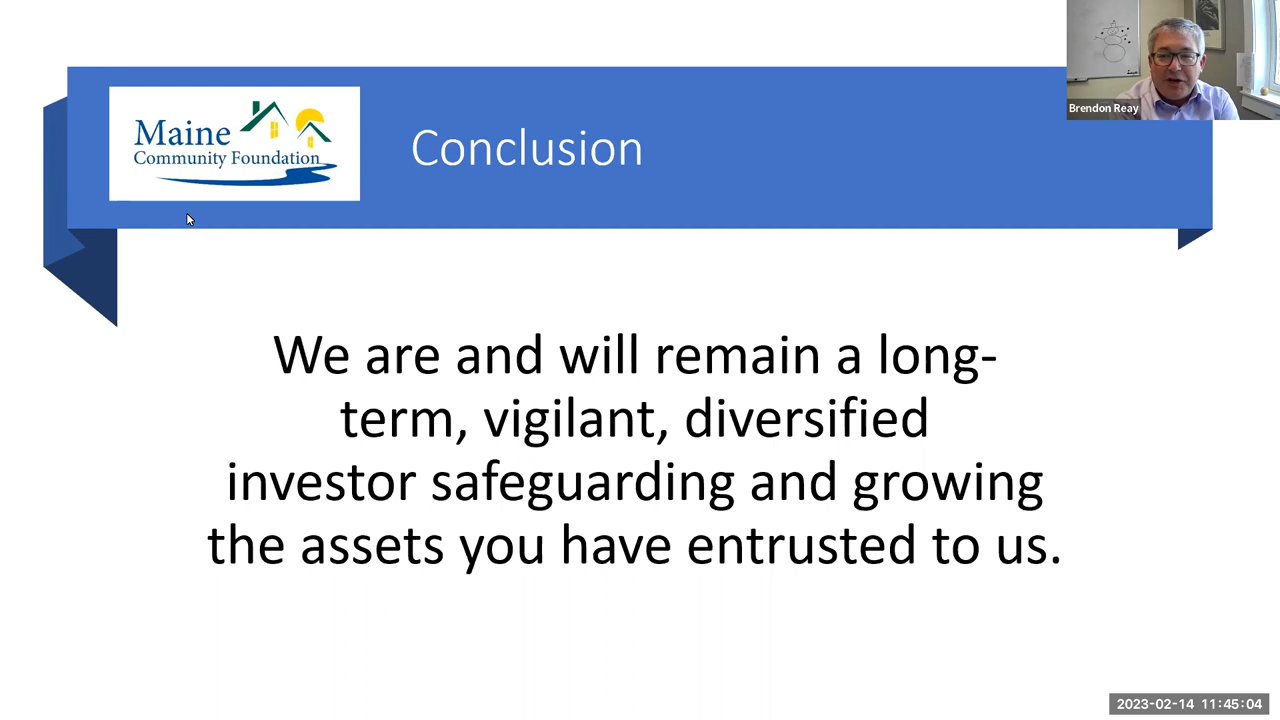 Maine
Community Foundation
Conclusion
Brendon Reay
We are and will remain a long-
term, vigilant, diversified
investor safeguarding and growing
the assets you have entrusted to us.
2023-02-14 11:45:04